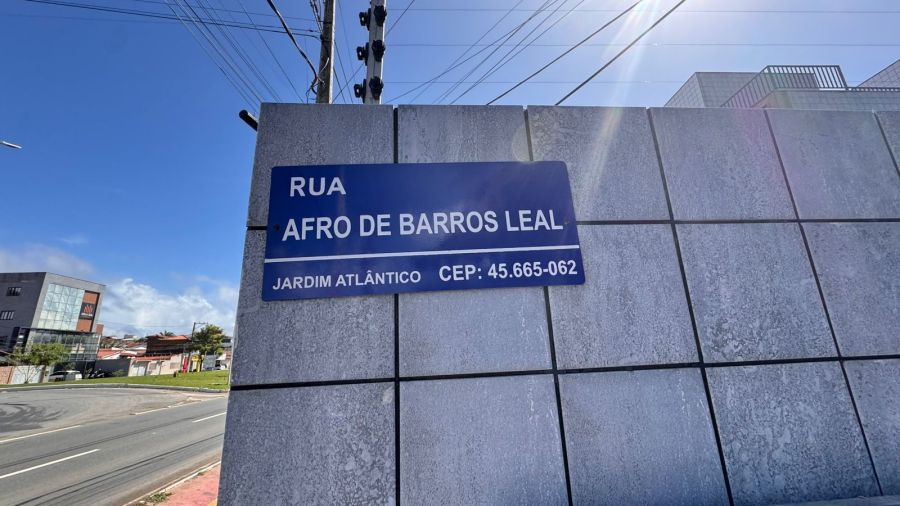 RUA
AFRO DE BARROS LEAL
JARDIM ATLÂNTICO CEP: 45.665-062